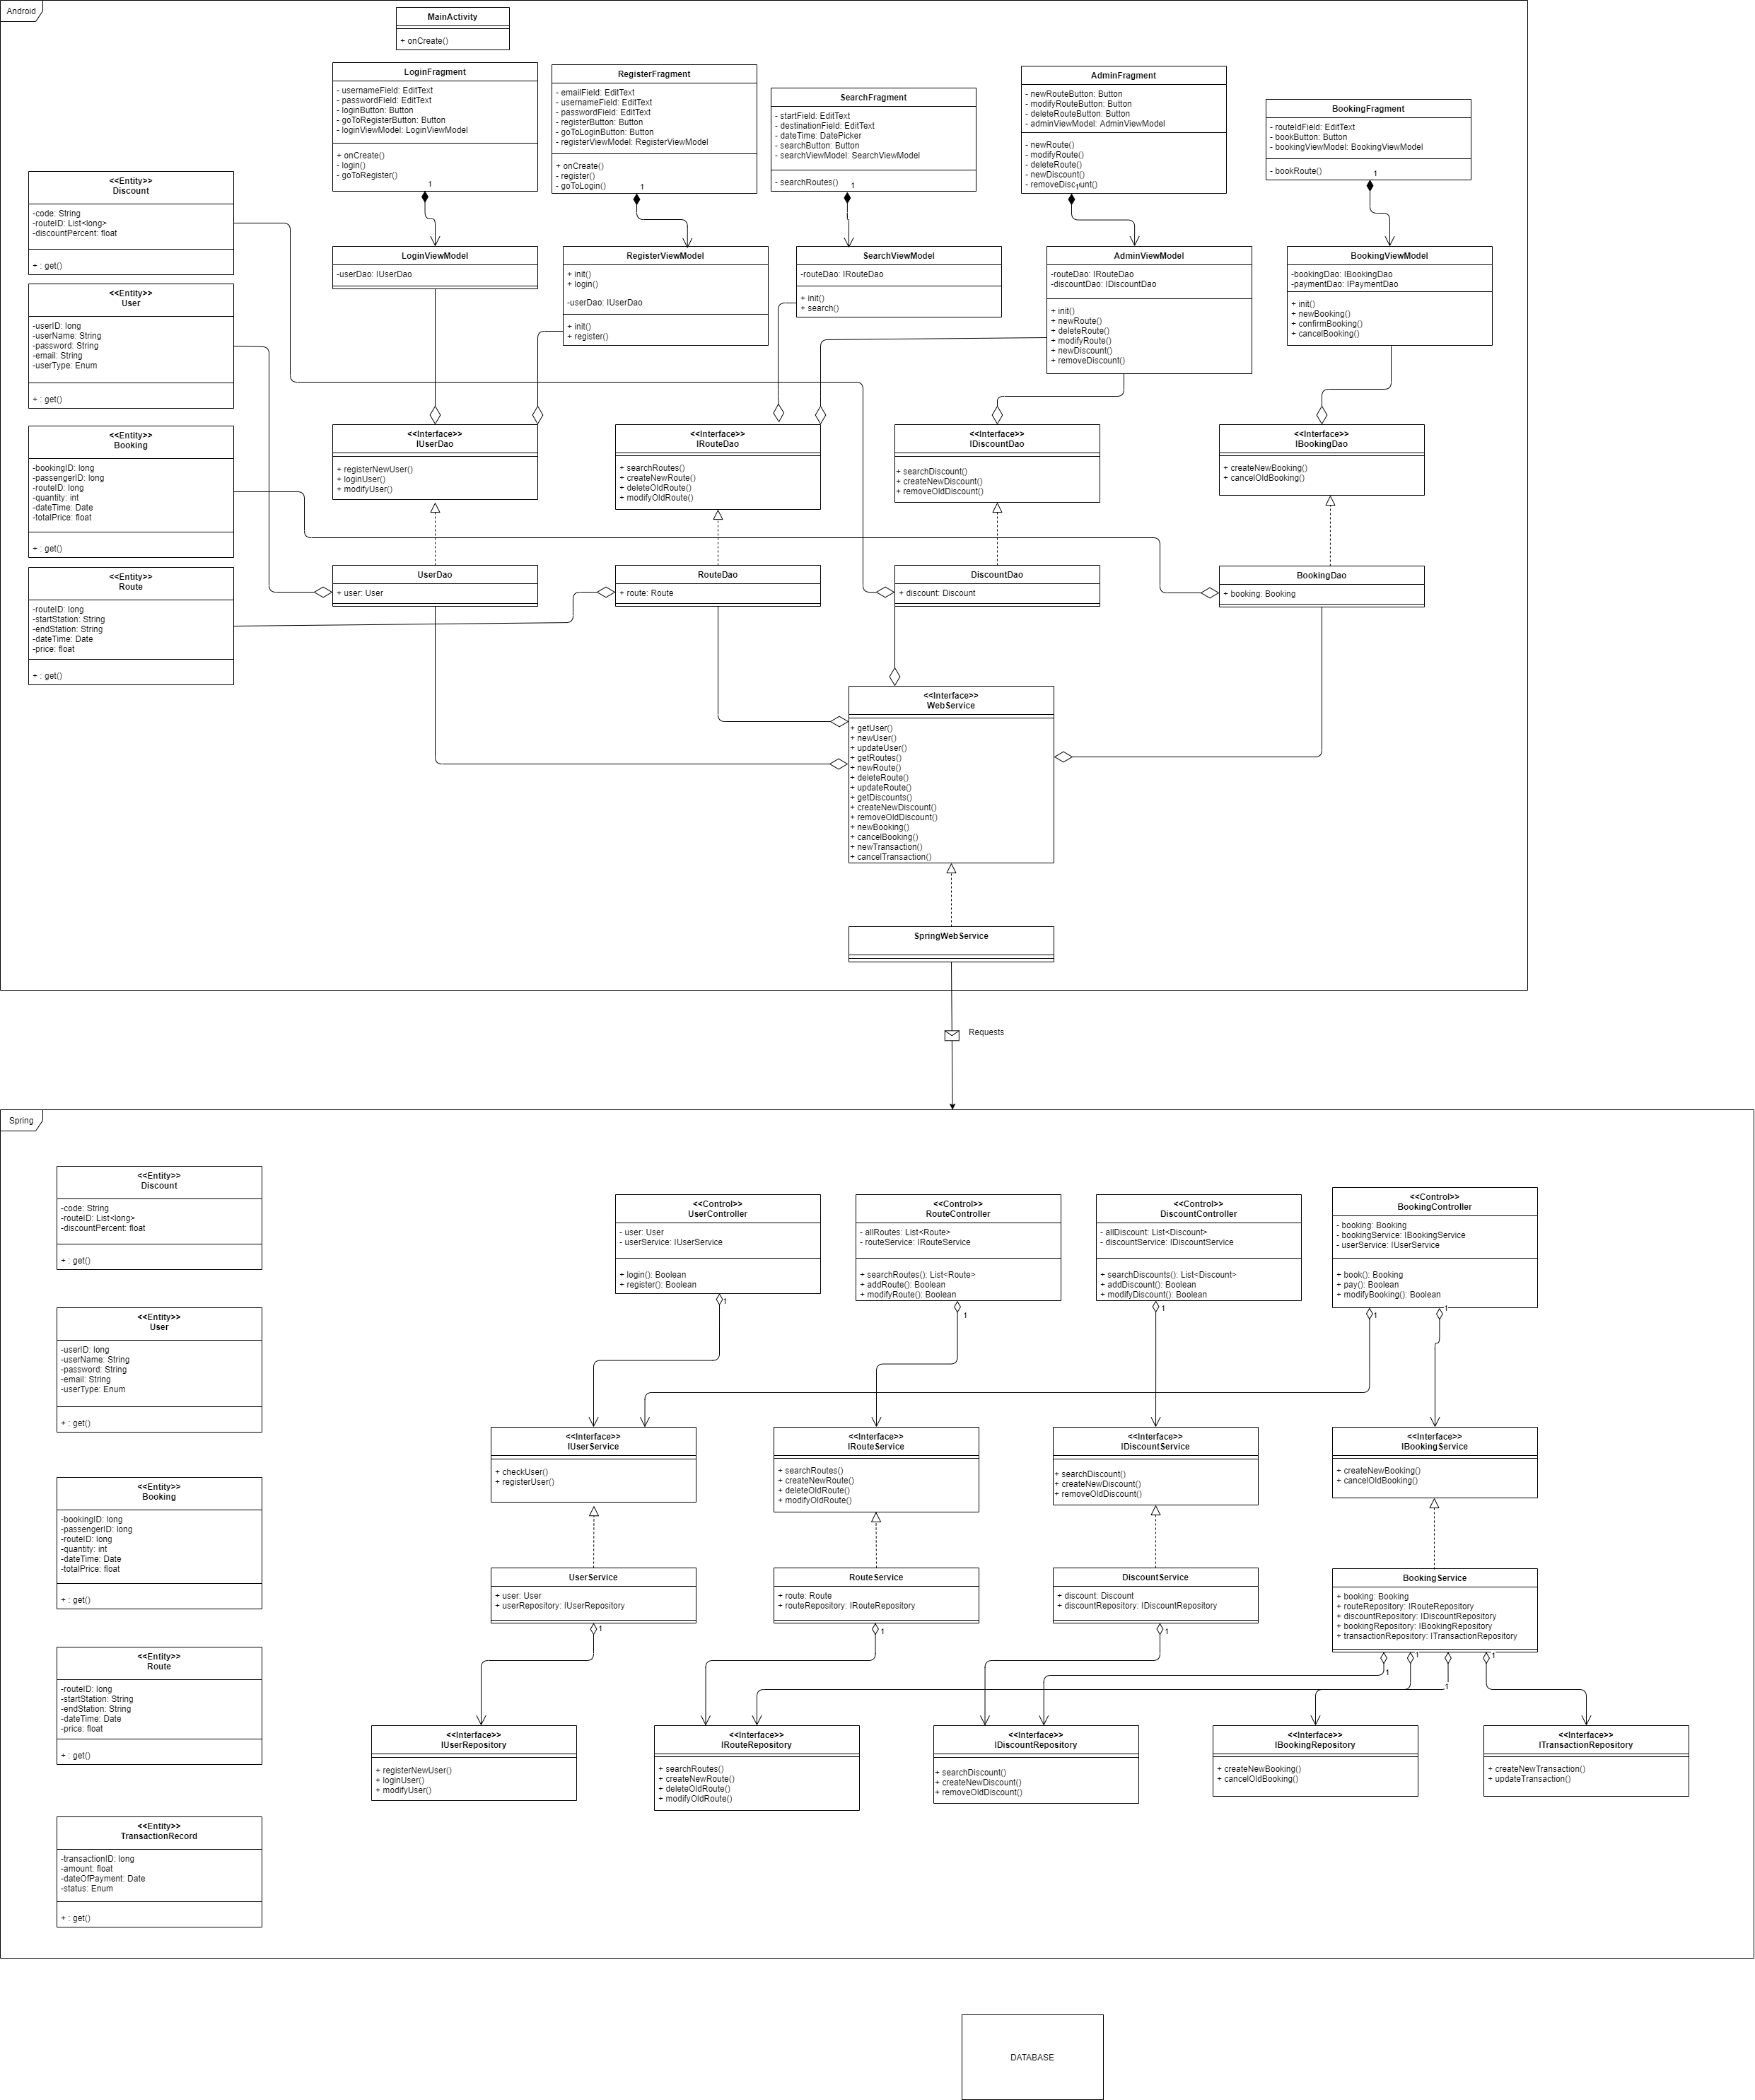 Android
MainActivity
+ onCreate()
LoginFragment
- usernameField: EditText
- passwordField: EditText
- loginButton: Button
- goToRegisterButton: Button
- loginViewModel: LoginViewModel
+ onCreate()
- login()
- goToRegister()
1
RegisterFragment
- emailField: EditText
- usernameField: EditText
- passwordField: EditText
- registerButton: Button
- goToLoginButton: Button
- registerViewModel: RegisterViewModel
+ onCreate()
- register()
- goToLogin()
1
SearchFragment
- startField: EditText
- destinationField: EditText
- dateTime: DatePicker
- searchButton: Button
- searchViewModel: SearchViewModel
- searchRoutes()
1
AdminFragment
- newRouteButton: Button
- modifyRouteButton: Button
- deleteRouteButton: Button
- adminViewModel: AdminViewModel
- newRoute()
- modifyRoute()
- deleteRoute()
- newDiscount()
- removeDiscount()
1
BookingFragment
- routeIdField: EditText
- bookButton: Button
- bookingViewModel: BookingViewModel
- bookRoute()
1
<<Entity>>
Discount
-code: String
-routeID: List<long>
-discountPercent: float
+ : get()
<<Entity>>
User
-userID: long
-userName: String
-password: String
-email: String
-userType: Enum
+ : get()
<<Entity>>
Booking
-bookingID: long
-passengerID: long
-routeID: long
-quantity: int
-dateTime: Date
-totalPrice: float
+ : get()
<<Entity>>
Route
-routeID: long
-startStation: String
-endStation: String
-dateTime: Date
-price: float
+ : get()
LoginViewModel
-userDao: IUserDao
RegisterViewModel
+ init()
+ login()
-userDao: IUserDao
+ init()
+ register()
SearchViewModel
-routeDao: IRouteDao
+ init()
+ search()
AdminViewModel
-routeDao: IRouteDao
-discountDao: IDiscountDao
+ init()
+ newRoute()
+ deleteRoute()
+ modifyRoute()
+ newDiscount()
+ removeDiscount()
BookingViewModel
-bookingDao: IBookingDao
-paymentDao: IPaymentDao
+ init()
+ newBooking()
+ confirmBooking()
+ cancelBooking()
<<Interface>>
IUserDao
+ registerNewUser()
+ loginUser()
+ modifyUser()
<<Interface>>
IRouteDao
+ searchRoutes()
+ createNewRoute()
+ deleteOldRoute()
+ modifyOldRoute()
<<Interface>>
IDiscountDao
+ searchDiscount()
+ createNewDiscount()
+ removeOldDiscount()
<<Interface>>
IBookingDao
+ createNewBooking()
+ cancelOldBooking()
UserDao
+ user: User
RouteDao
+ route: Route
DiscountDao
+ discount: Discount
BookingDao
+ booking: Booking
<<Interface>>
WebService
+ getUser()
+ newUser()
+ updateUser()
+ getRoutes()
+ newRoute()
+ deleteRoute()
+ updateRoute()
+ getDiscounts()
+ createNewDiscount()
+ removeOldDiscount()
+ newBooking()
+ cancelBooking()
+ newTransaction()
+ cancelTransaction()
SpringWebService
Requests
Spring
<<Entity>>
Discount
-code: String
-routeID: List<long>
-discountPercent: float
+ : get()
<<Entity>>
User
-userID: long
-userName: String
-password: String
-email: String
-userType: Enum
+ : get()
<<Entity>>
Booking
-bookingID: long
-passengerID: long
-routeID: long
-quantity: int
-dateTime: Date
-totalPrice: float
+ : get()
<<Entity>>
Route
-routeID: long
-startStation: String
-endStation: String
-dateTime: Date
-price: float
+ : get()
<<Entity>>
TransactionRecord
-transactionID: long
-amount: float
-dateOfPayment: Date
-status: Enum
+ : get()
<<Control>>
UserController
- user: User
- userService: IUserService
+ login(): Boolean
+ register(): Boolean
1
<<Control>>
RouteController
- allRoutes: List<Route>
- routeService: IRouteService
+ searchRoutes(): List<Route>
+ addRoute(): Boolean
+ modifyRoute(): Boolean
1
<<Control>>
DiscountController
- allDiscount: List<Discount>
- discountService: IDiscountService
+ searchDiscounts(): List<Discount>
+ addDiscount(): Boolean
+ modifyDiscount(): Boolean
1
<<Control>>
BookingController
- booking: Booking
- bookingService: IBookingService
- userService: IUserService
+ book(): Booking
+ pay(): Boolean
+ modifyBooking(): Boolean
1
1
<<Interface>>
IUserService
+ checkUser()
+ registerUser()
<<Interface>>
IRouteService
+ searchRoutes()
+ createNewRoute()
+ deleteOldRoute()
+ modifyOldRoute()
<<Interface>>
IDiscountService
+ searchDiscount()
+ createNewDiscount()
+ removeOldDiscount()
<<Interface>>
IBookingService
+ createNewBooking()
+ cancelOldBooking()
UserService
+ user: User
+ userRepository: IUserRepository
1
RouteService
+ route: Route
+ routeRepository: IRouteRepository
1
DiscountService
+ discount: Discount
+ discountRepository: IDiscountRepository
1
BookingService
+ booking: Booking
+ routeRepository: IRouteRepository
+ discountRepository: IDiscountRepository
+ bookingRepository: IBookingRepository
+ transactionRepository: ITransactionRepository
1
1
1
1
<<Interface>>
IUserRepository
+ registerNewUser()
+ loginUser()
+ modifyUser()
<<Interface>>
IRouteRepository
+ searchRoutes()
+ createNewRoute()
+ deleteOldRoute()
+ modifyOldRoute()
<<Interface>>
IDiscountRepository
+ searchDiscount()
+ createNewDiscount()
+ removeOldDiscount()
<<Interface>>
IBookingRepository
+ createNewBooking()
+ cancelOldBooking()
<<Interface>>
ITransactionRepository
+ createNewTransaction()
+ updateTransaction()
DATABASE